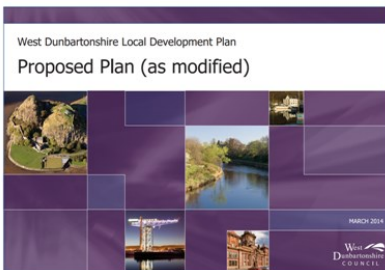 West Dunbartonshire Local Development Plan
Proposed Plan (as modified)
MARCH 2014
West
Dunbartonshire
COUNCIL